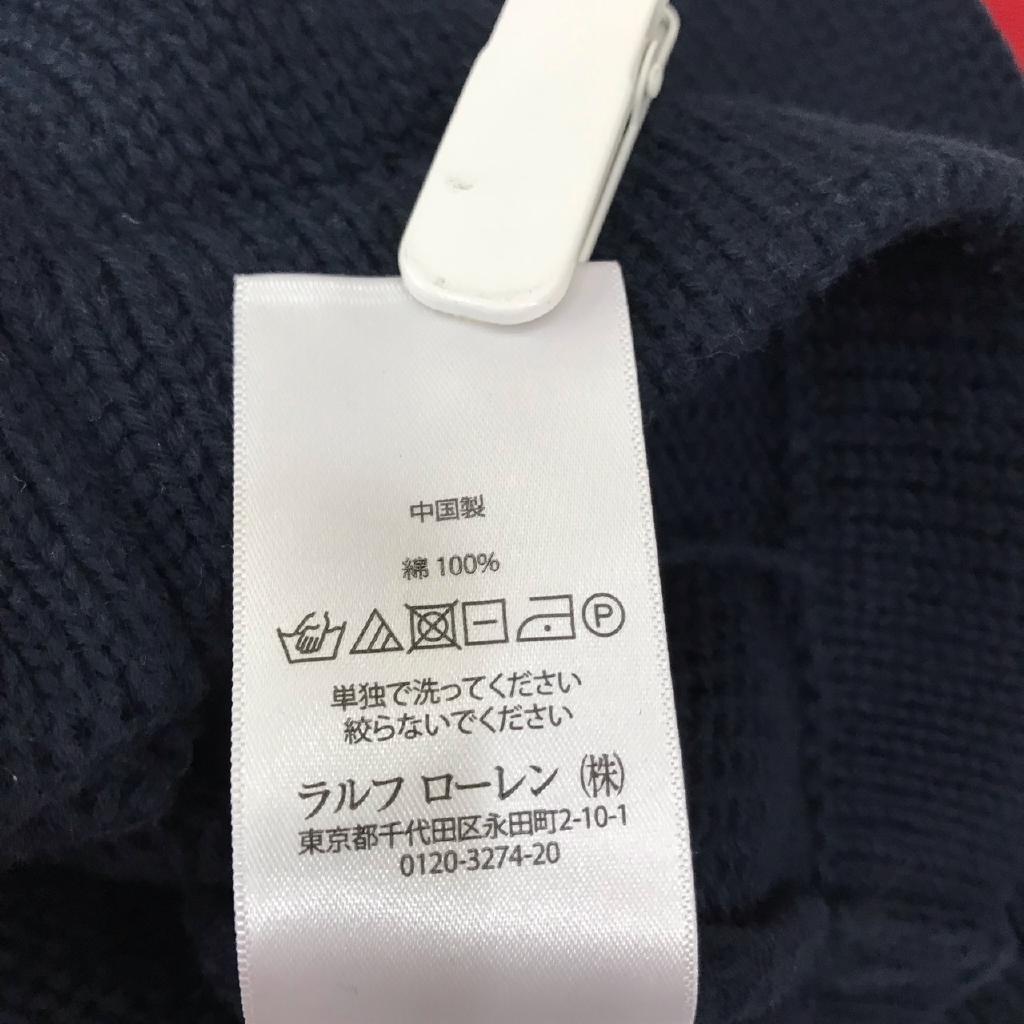 中国製
綿 100%
P
単独で洗ってください
絞らないでください
ラルフ ローレン ㈱
東京都千代田区永田町2-10-1
0120-3274-20